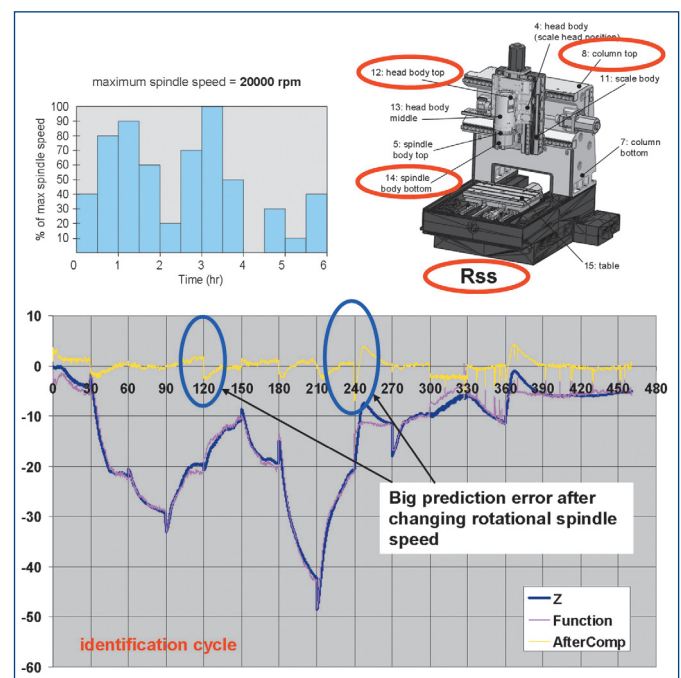 maximum spindle speed = 20000 rpm
% of max spindle speed
100
90
80
70
60
50
40
30
20
10
0 1 2 3 4 5 6
Time (hr)
4: head body
(scale head position)
8: column top
12: head body top
11: scale body
13: head body
middle
5: spindle
body top
7: column
bottom
14: spindle
body bottom
15: table
Rss
10
0
-10
-20
-30
-40
-50
-60
0 30 60 90 120 150 180 210 240 270 300 330 360 390 420 450 480
Big prediction error after
changing rotational spindle
speed
Z
Function
AfterComp
identification cycle